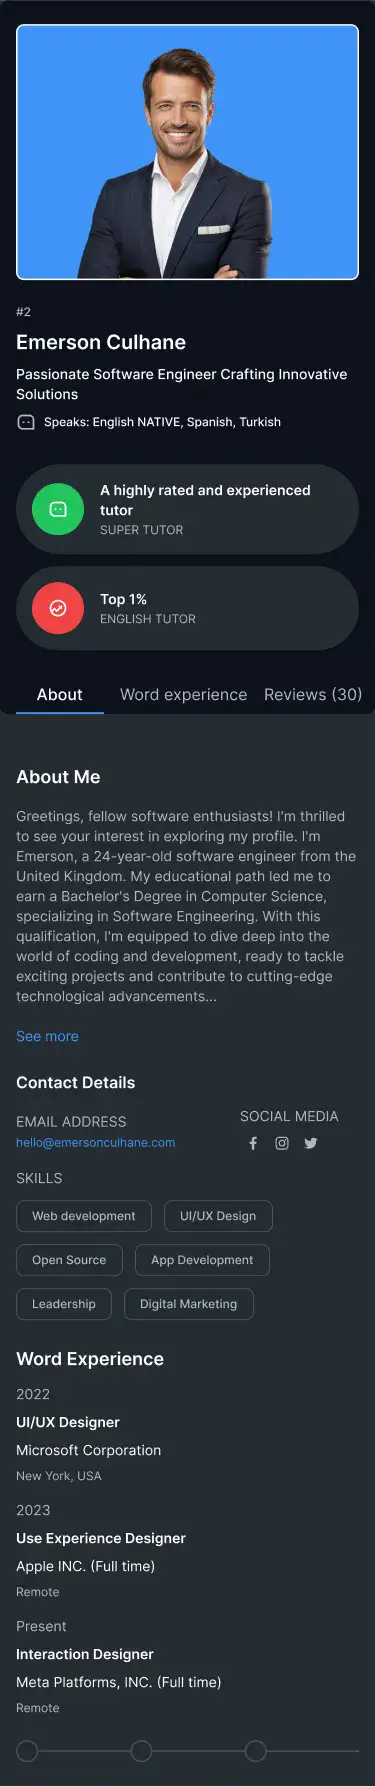 #2
Emerson Culhane
Passionate Software Engineer Crafting Innovative
Solutions
Speaks: English NATIVE, Spanish, Turkish
A highly rated and experienced
tutor
SUPER TUTOR
Top 1%
ENGLISH TUTOR
About Word experience Reviews (30)
About Me
Greetings, fellow software enthusiasts! I'm thrilled
to see your interest in exploring my profile. I'm
Emerson, a 24-year-old software engineer from the
United Kingdom. My educational path led me to
earn a Bachelor's Degree in Computer Science,
specializing in Software Engineering. With this
qualification, I'm equipped to dive deep into the
world of coding and development, ready to tackle
exciting projects and contribute to cutting-edge
technological advancements...
See more
Contact Details
EMAIL ADDRESS
hello@emersonculhane.com
SOCIAL MEDIA
SKILLS
Web development UI/UX Design
Open Source App Development
Leadership Digital Marketing
Word Experience
2022
UI/UX Designer
Microsoft Corporation
New York, USA
2023
Use Experience Designer
Apple INC. (Full time)
Remote
Present
Interaction Designer
Meta Platforms, INC. (Full time)
Remote